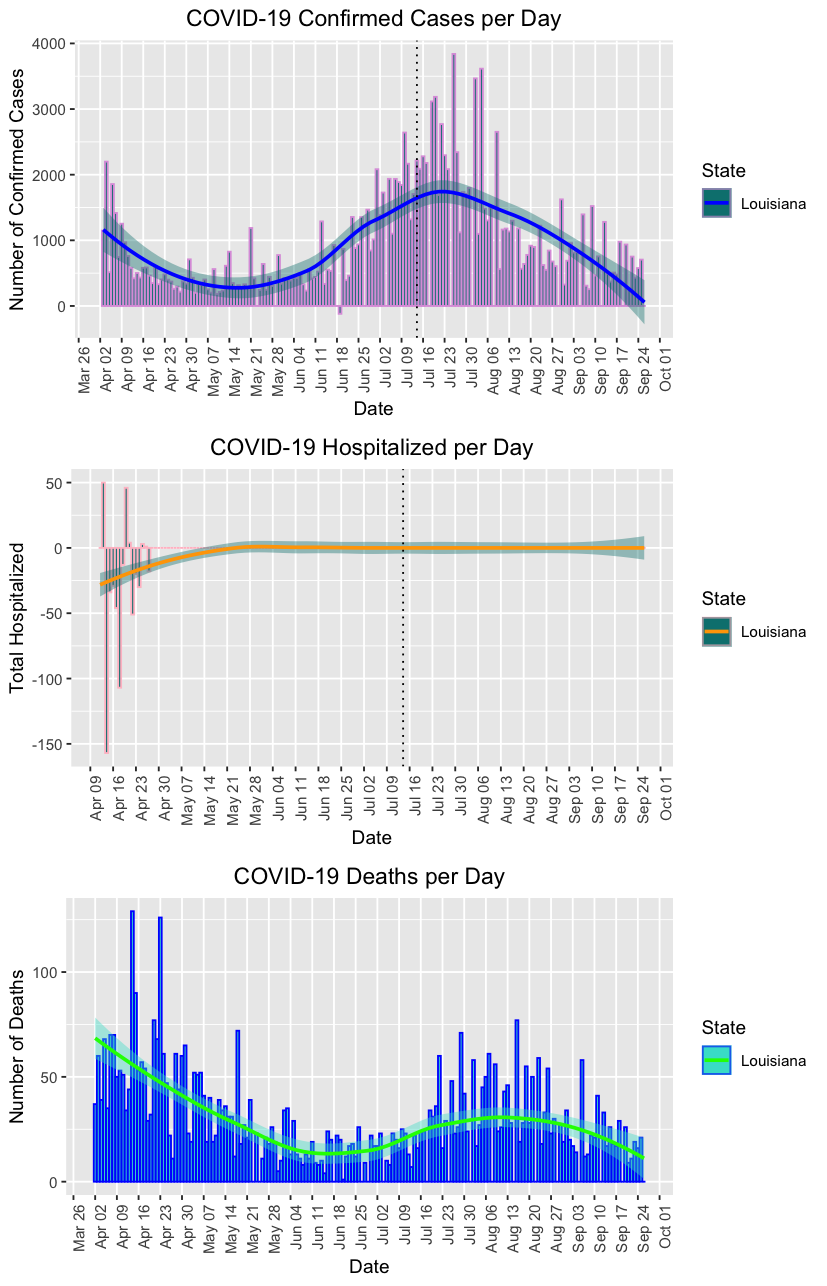 COVID-19 Confirmed Cases per Day
Number of Confirmed Cases
4000
3000
2000
1000
0
Mar 26
Apr 02
Apr 09
Apr 16
Apr 23
Apr 30
May 07
May 14
May 21
May 28
Jun 04
Jun 11
Jun 18
Jun 25
Jul 02
Jul 09
Jul 16
Jul 23
Jul 30
Aug 06
Aug 13
Aug 20
Aug 27
Sep 03
Sep 10
Sep 17
Sep 24
Oct 01
Date
State
Louisiana
COVID-19 Hospitalized per Day
Total Hospitalized
50
0
-50
-100
-150
Apr 09
Apr 16
Apr 23
Apr 30
May 07
May 14
May 21
May 28
Jun 04
Jun 11
Jun 18
Jun 25
Jul 02
Jul 09
Jul 16
Jul 23
Jul 30
Aug 06
Aug 13
Aug 20
Aug 27
Sep 03
Sep 10
Sep 17
Sep 24
Oct 01
Date
State
Louisiana
COVID-19 Deaths per Day
Number of Deaths
100
50
0
Mar 26
Apr 02
Apr 09
Apr 16
Apr 23
Apr 30
May 07
May 14
May 21
May 28
Jun 04
Jun 11
Jun 18
Jun 25
Jul 02
Jul 09
Jul 16
Jul 23
Jul 30
Aug 06
Aug 13
Aug 20
Aug 27
Sep 03
Sep 10
Sep 17
Sep 24
Oct 01
Date
State
Louisiana